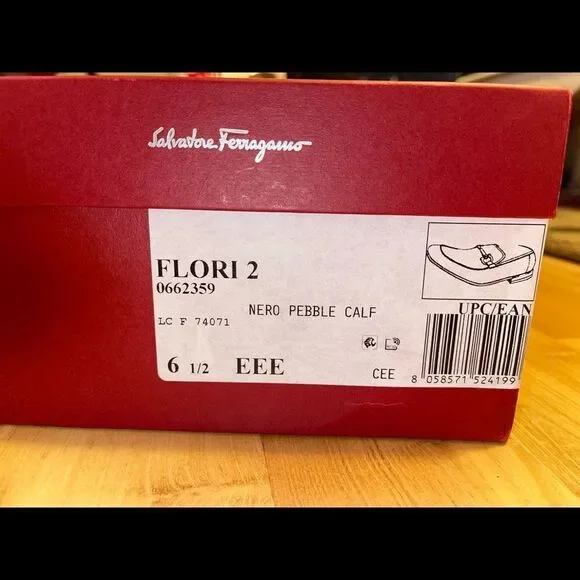 Salvatore Ferragamo
FLORI 2
0662359
NERO PEBBLE CALF
LC F 74071
UPC/EAN
6 1/2 EEE
CEE
8 058571 524199